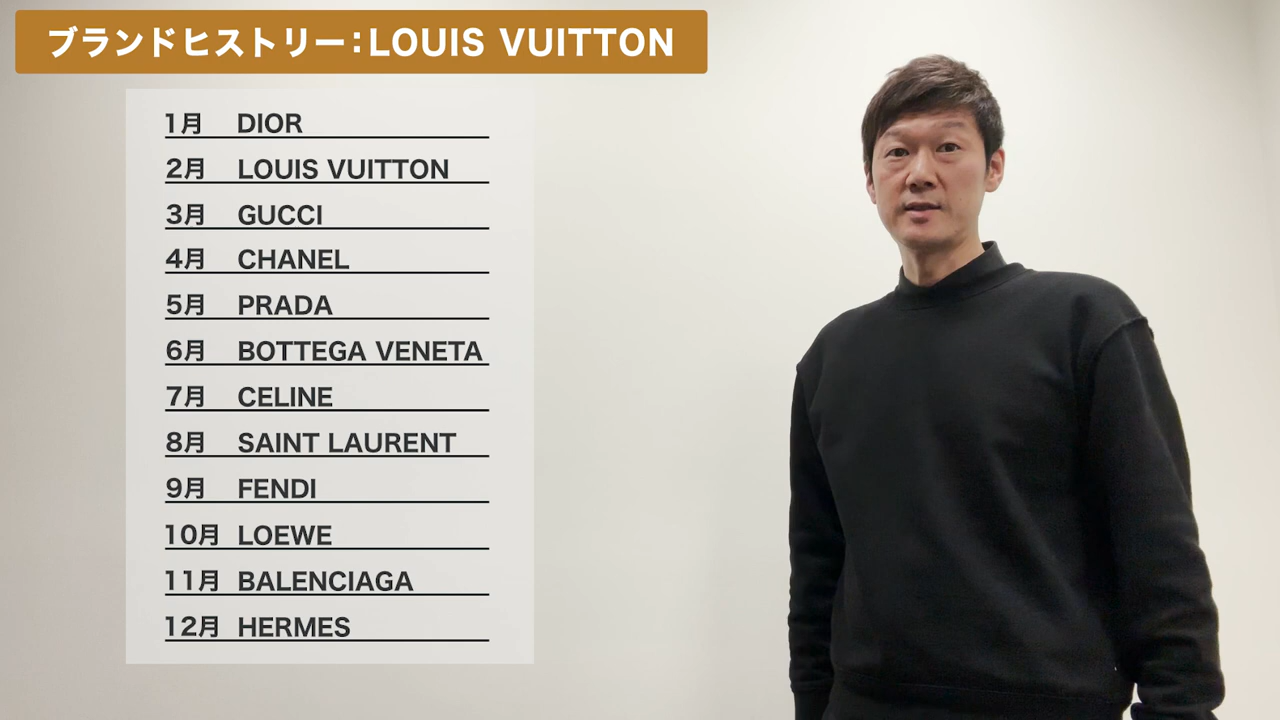 ブランドヒストリー：LOUIS VUITTON
1月 DIOR
2月 LOUIS VUITTON
3月 GUCCI
4月 CHANEL
5月 PRADA
6月 BOTTEGA VENETA
7月 CELINE
8月 SAINT LAURENT
9月 FENDI
10月 LOEWE
11月 BALENCIAGA
12月 HERMES